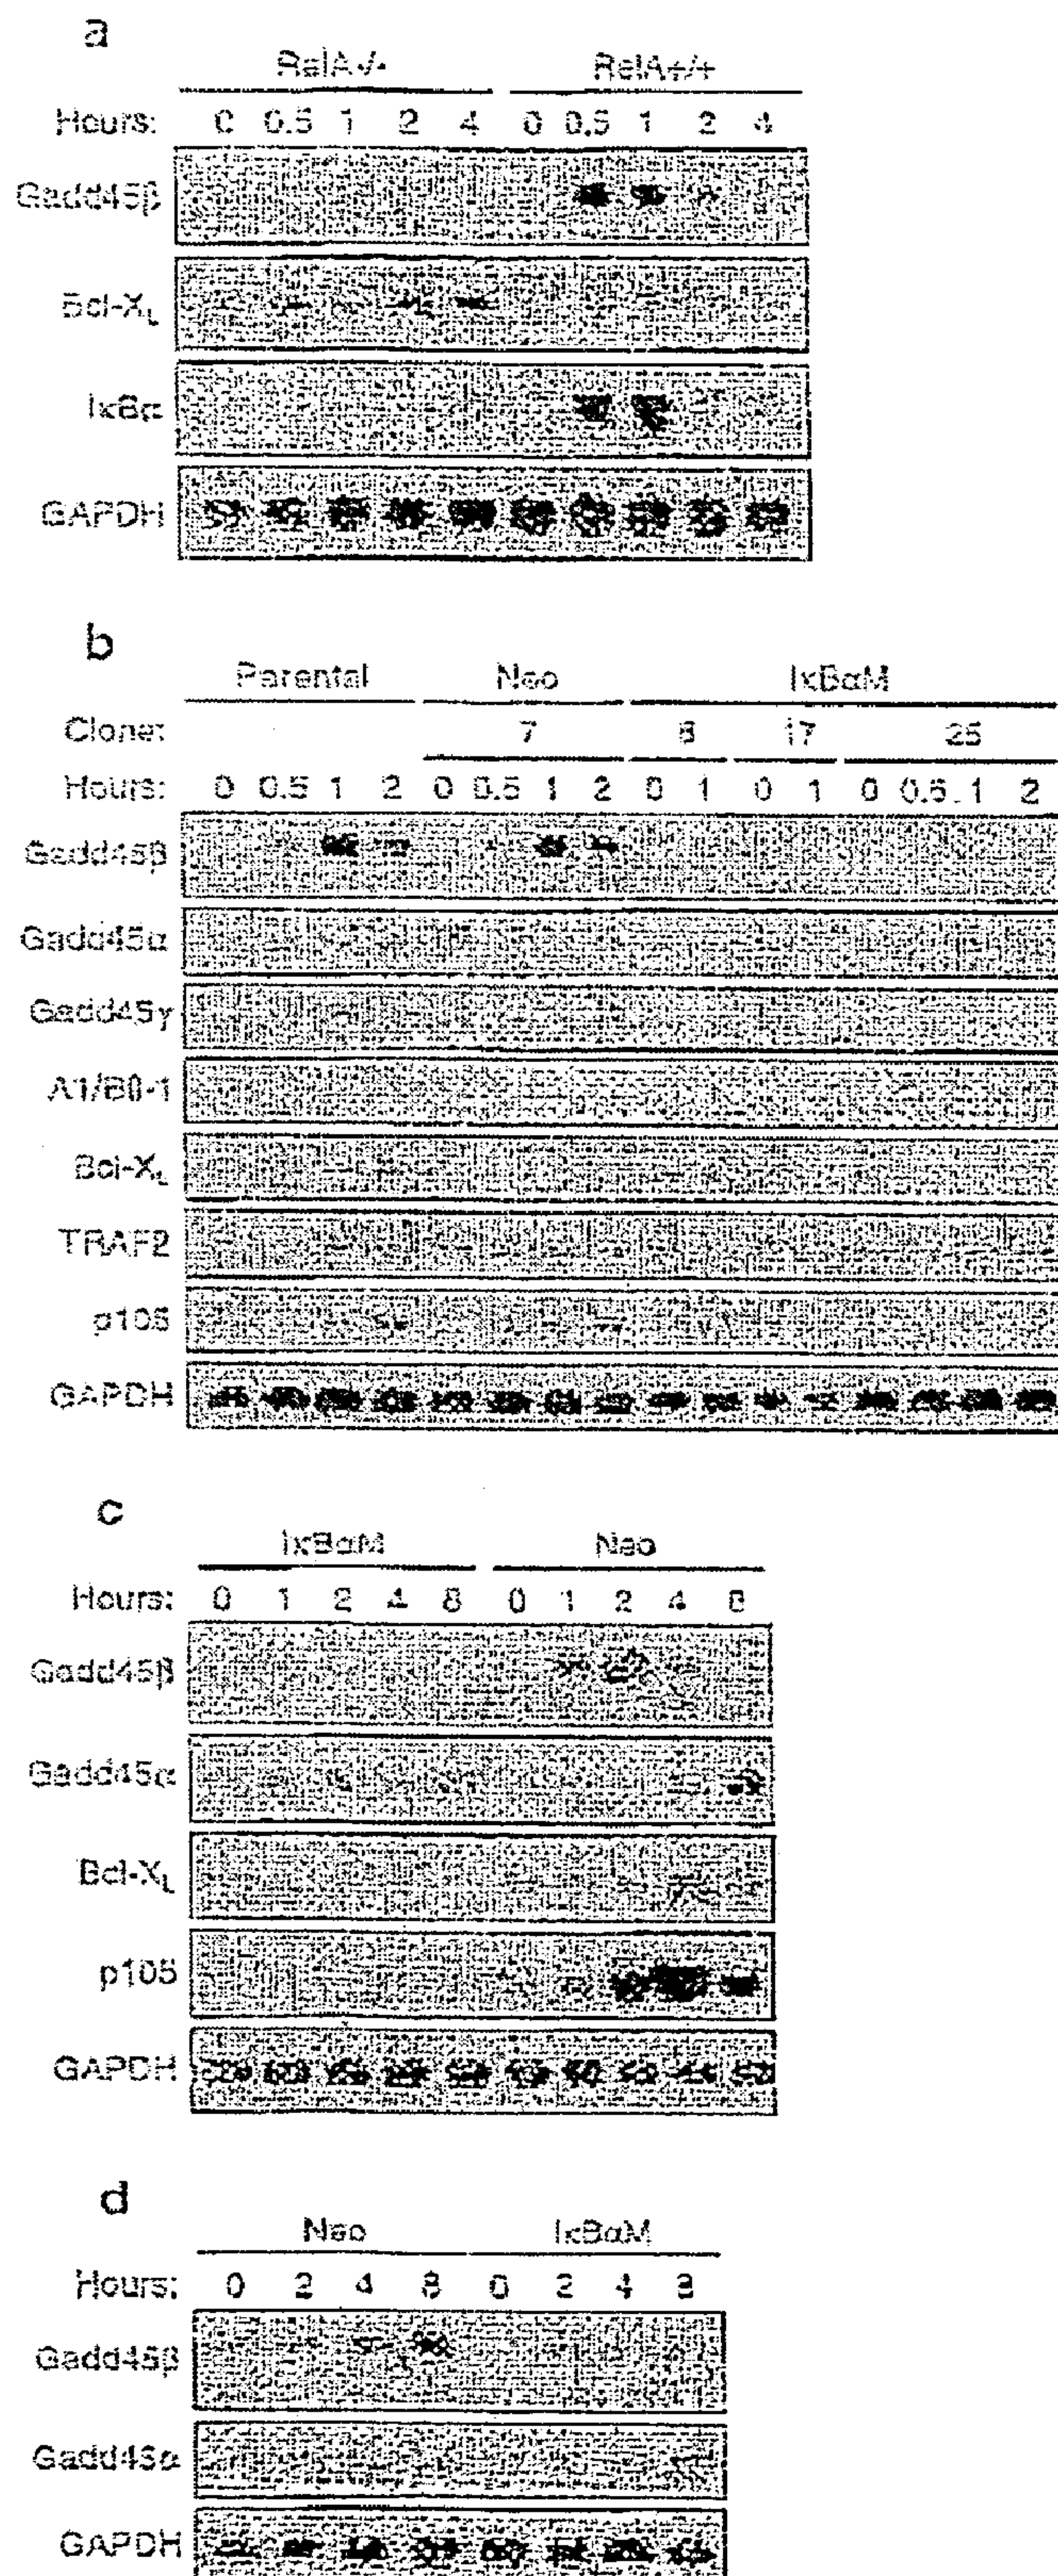 a
RelA-/- RelA+/+
Hours: 0 0.5 1 2 4 0 0.5 1 2 4
Gadd45β
Bcl-XL
IκBα
GAPDH
b
Parental Neo IκBαM
Clone: 7 8 17 25
Hours: 0 0.5 1 2 0 0.5 1 2 0 1 0 1 0 0.5 1 2
Gadd45β
Gadd45α
Gadd45γ
A1/Bfl-1
Bcl-XL
TRAF2
p105
GAPDH
c
IκBαM Neo
Hours: 0 1 2 4 8 0 1 2 4 8
Gadd45β
Gadd45α
Bcl-XL
p105
GAPDH
d
Neo IκBαM
Hours: 0 2 4 8 0 2 4 8
Gadd45β
Gadd45α
GAPDH